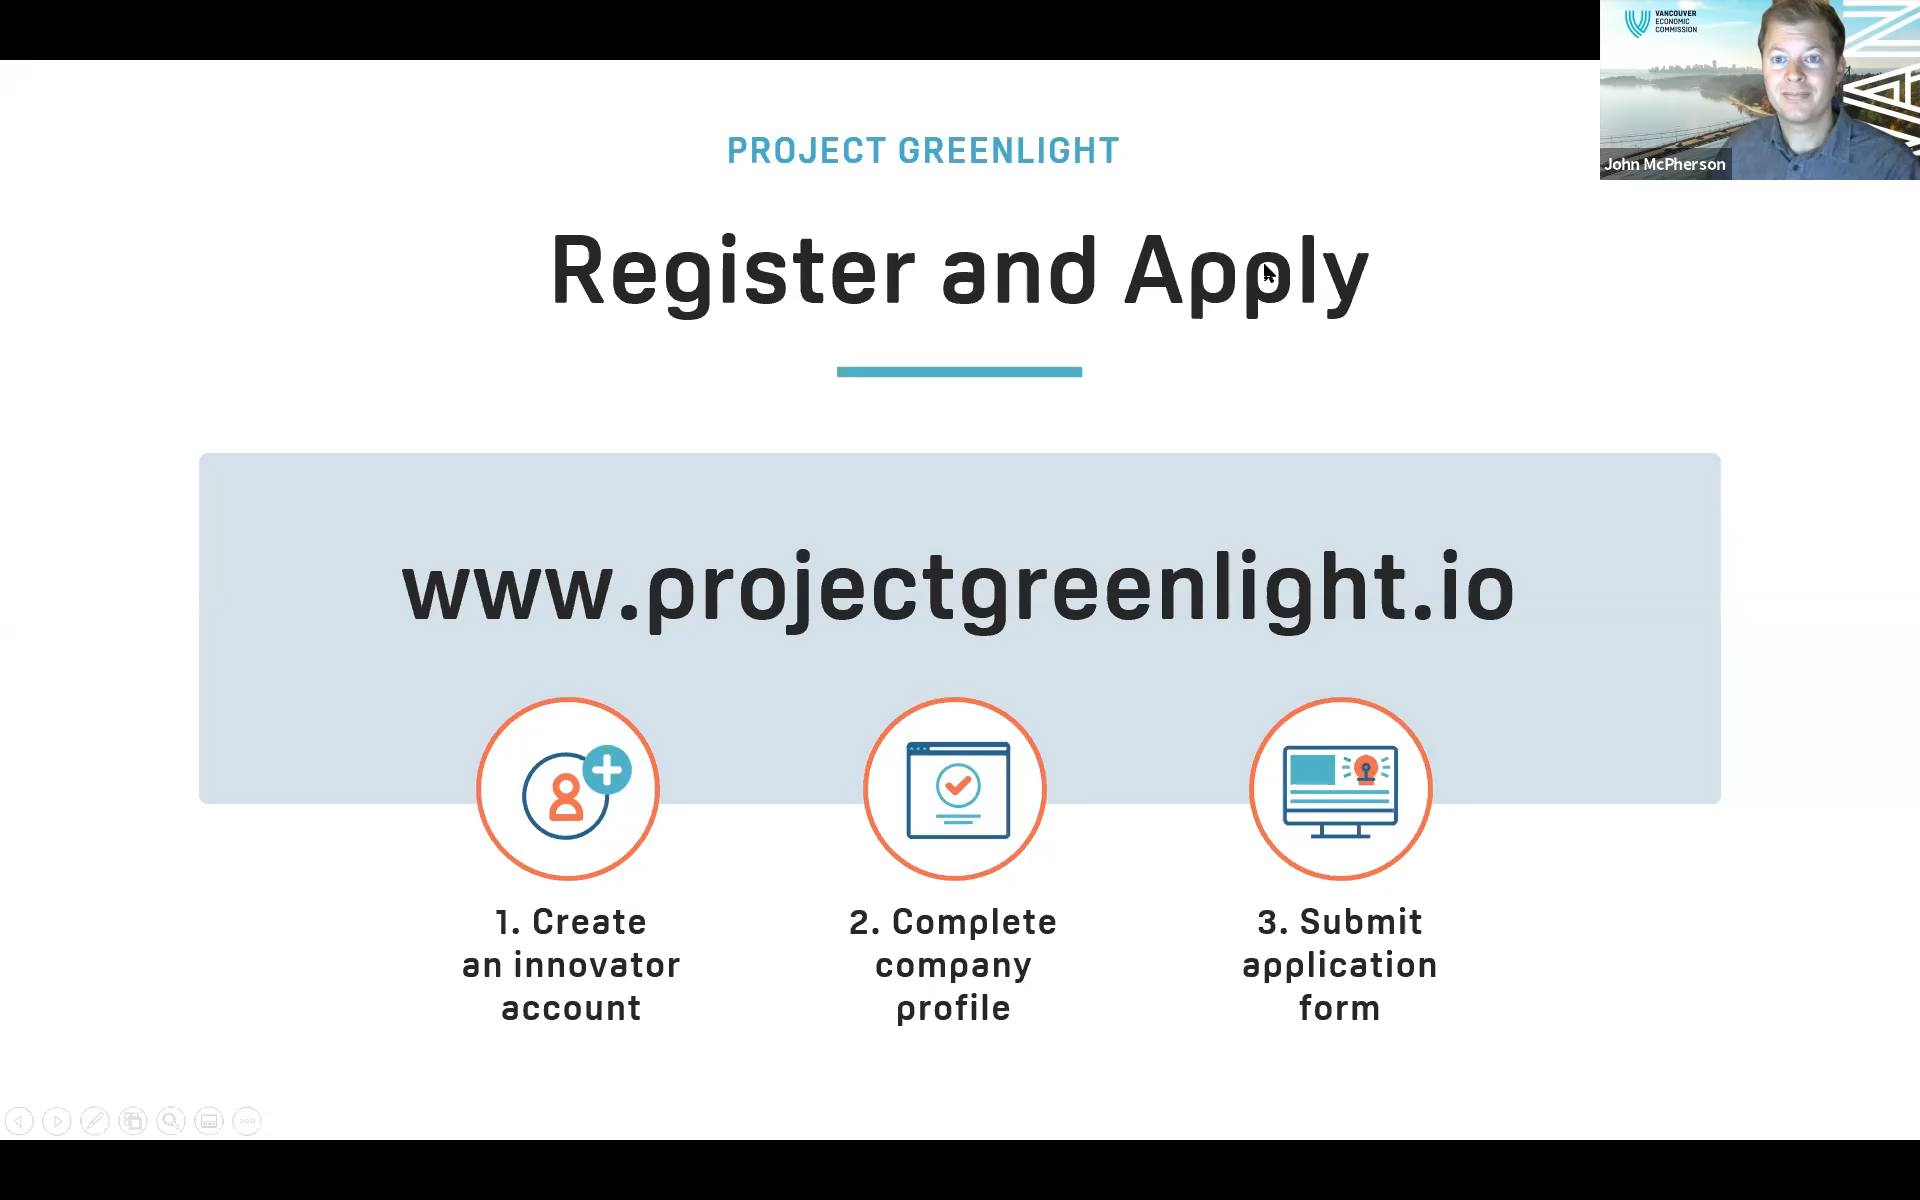 VANCOUVER
ECONOMIC
COMMISSION
John McPherson
PROJECT GREENLIGHT
Register and Apply
www.projectgreenlight.io
1. Create
an innovator
account
2. Complete
company
profile
3. Submit
application
form